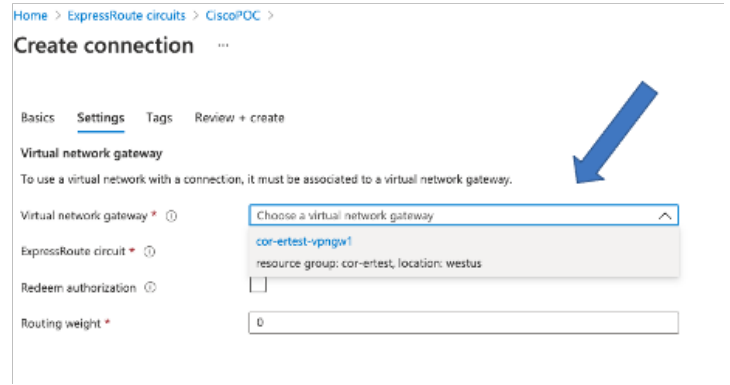 Home > ExpressRoute circuits > CiscoPOC >
Create connection ...
Basics Settings Tags Review + create
Virtual network gateway
To use a virtual network with a connection, it must be associated to a virtual network gateway.
Virtual network gateway *
Choose a virtual network gateway
cor-ertest-vpngw1
ExpressRoute circuit *
resource group: cor-ertest, location: westus
Redeem authorization
Routing weight *
0